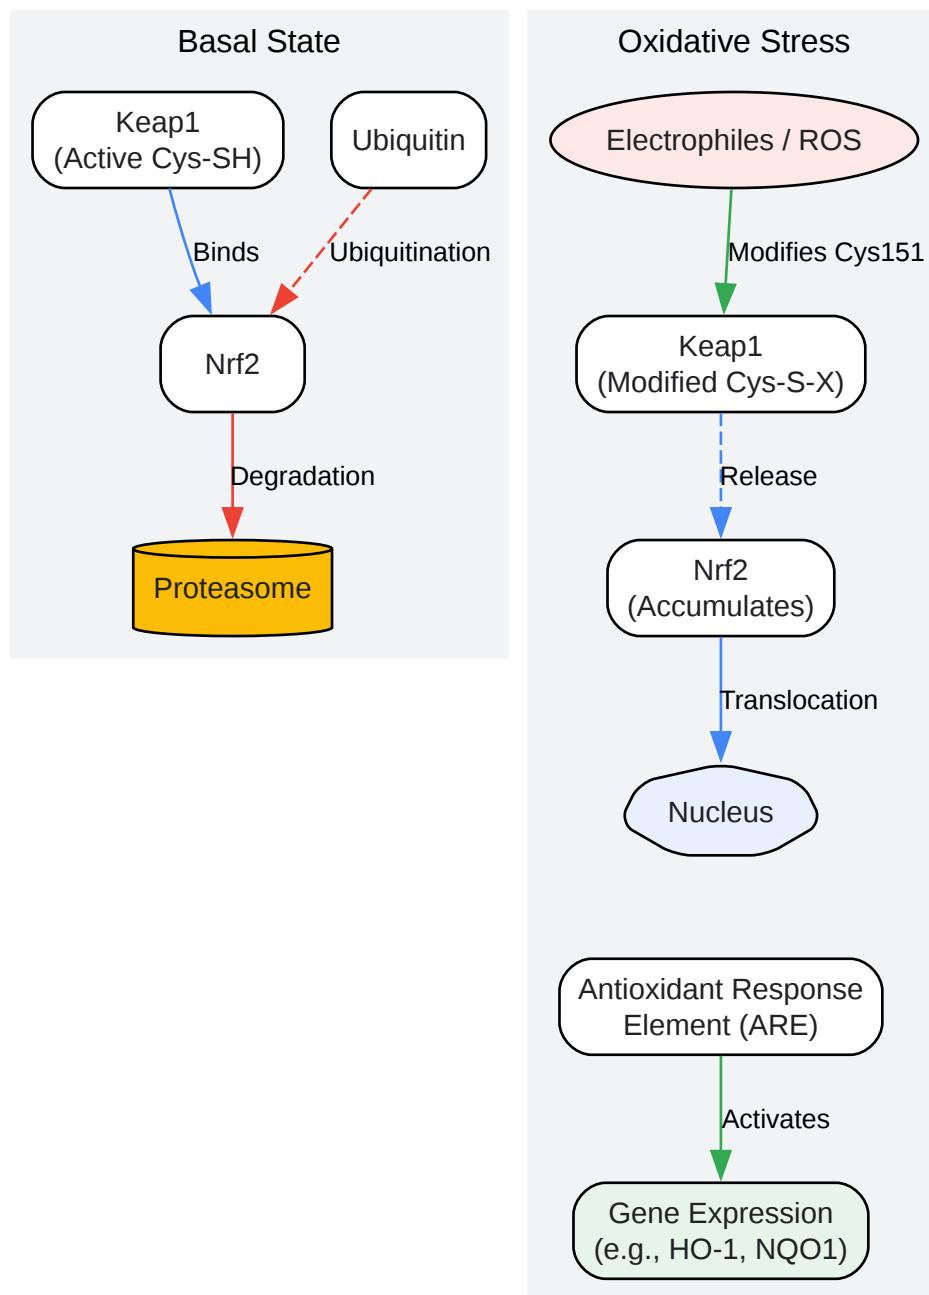 Basal State
Keap1
(Active Cys-SH)
Ubiquitin
Binds
Ubiquitination
Nrf2
Degradation
Proteasome
Oxidative Stress
Electrophiles / ROS
Modifies Cys151
Keap1
(Modified Cys-S-X)
Release
Nrf2
(Accumulates)
Translocation
Nucleus
Antioxidant Response
Element (ARE)
Activates
Gene Expression
(e.g., HO-1, NQO1)